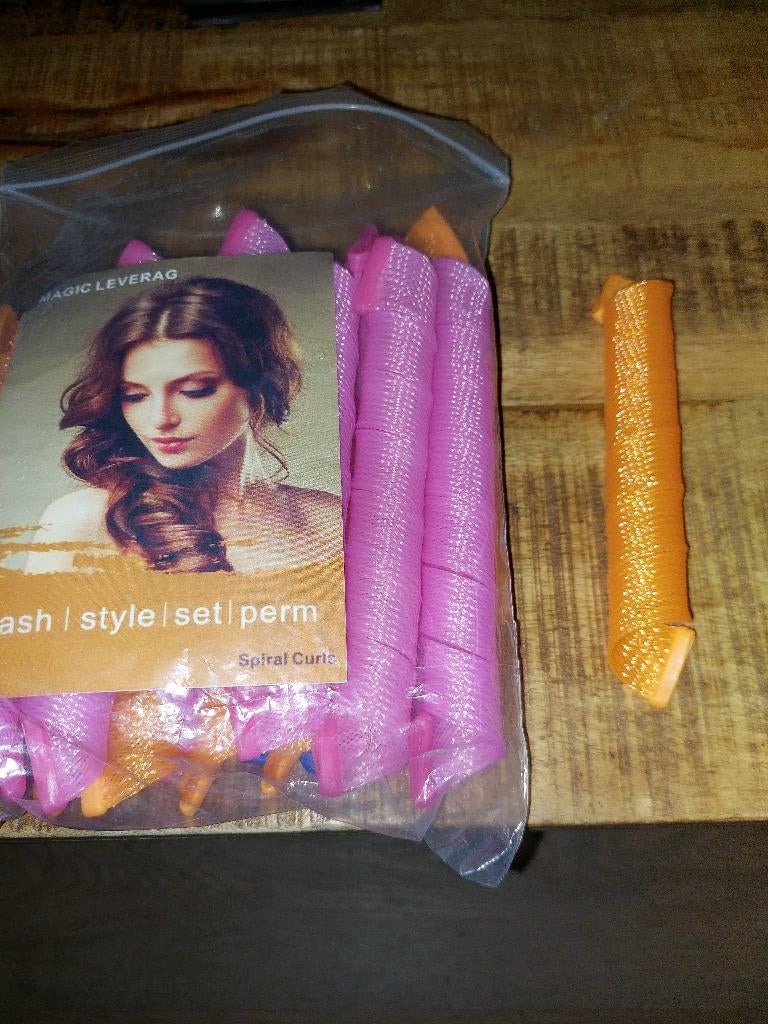 MAGIC LEVERAG
ash | style | set | perm
Spiral Curls